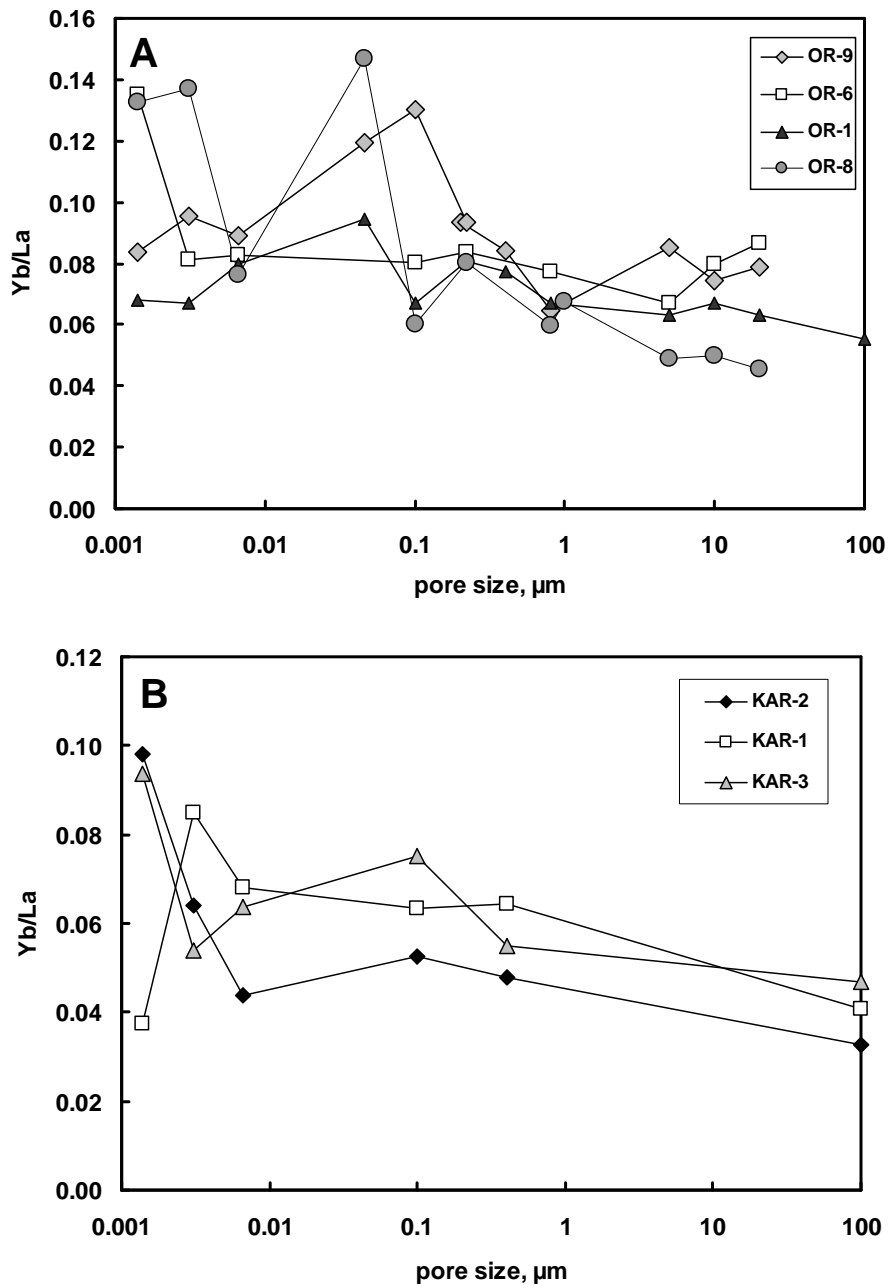 A
OR-9
OR-6
OR-1
OR-8
0.16
0.14
0.12
0.10
0.08
0.06
0.04
0.02
0.00
Yb/La
0.001 0.01 0.1 1 10 100
pore size, µm
B
KAR-2
KAR-1
KAR-3
0.12
0.10
0.08
0.06
0.04
0.02
0.00
Yb/La
0.001 0.01 0.1 1 10 100
pore size, µm